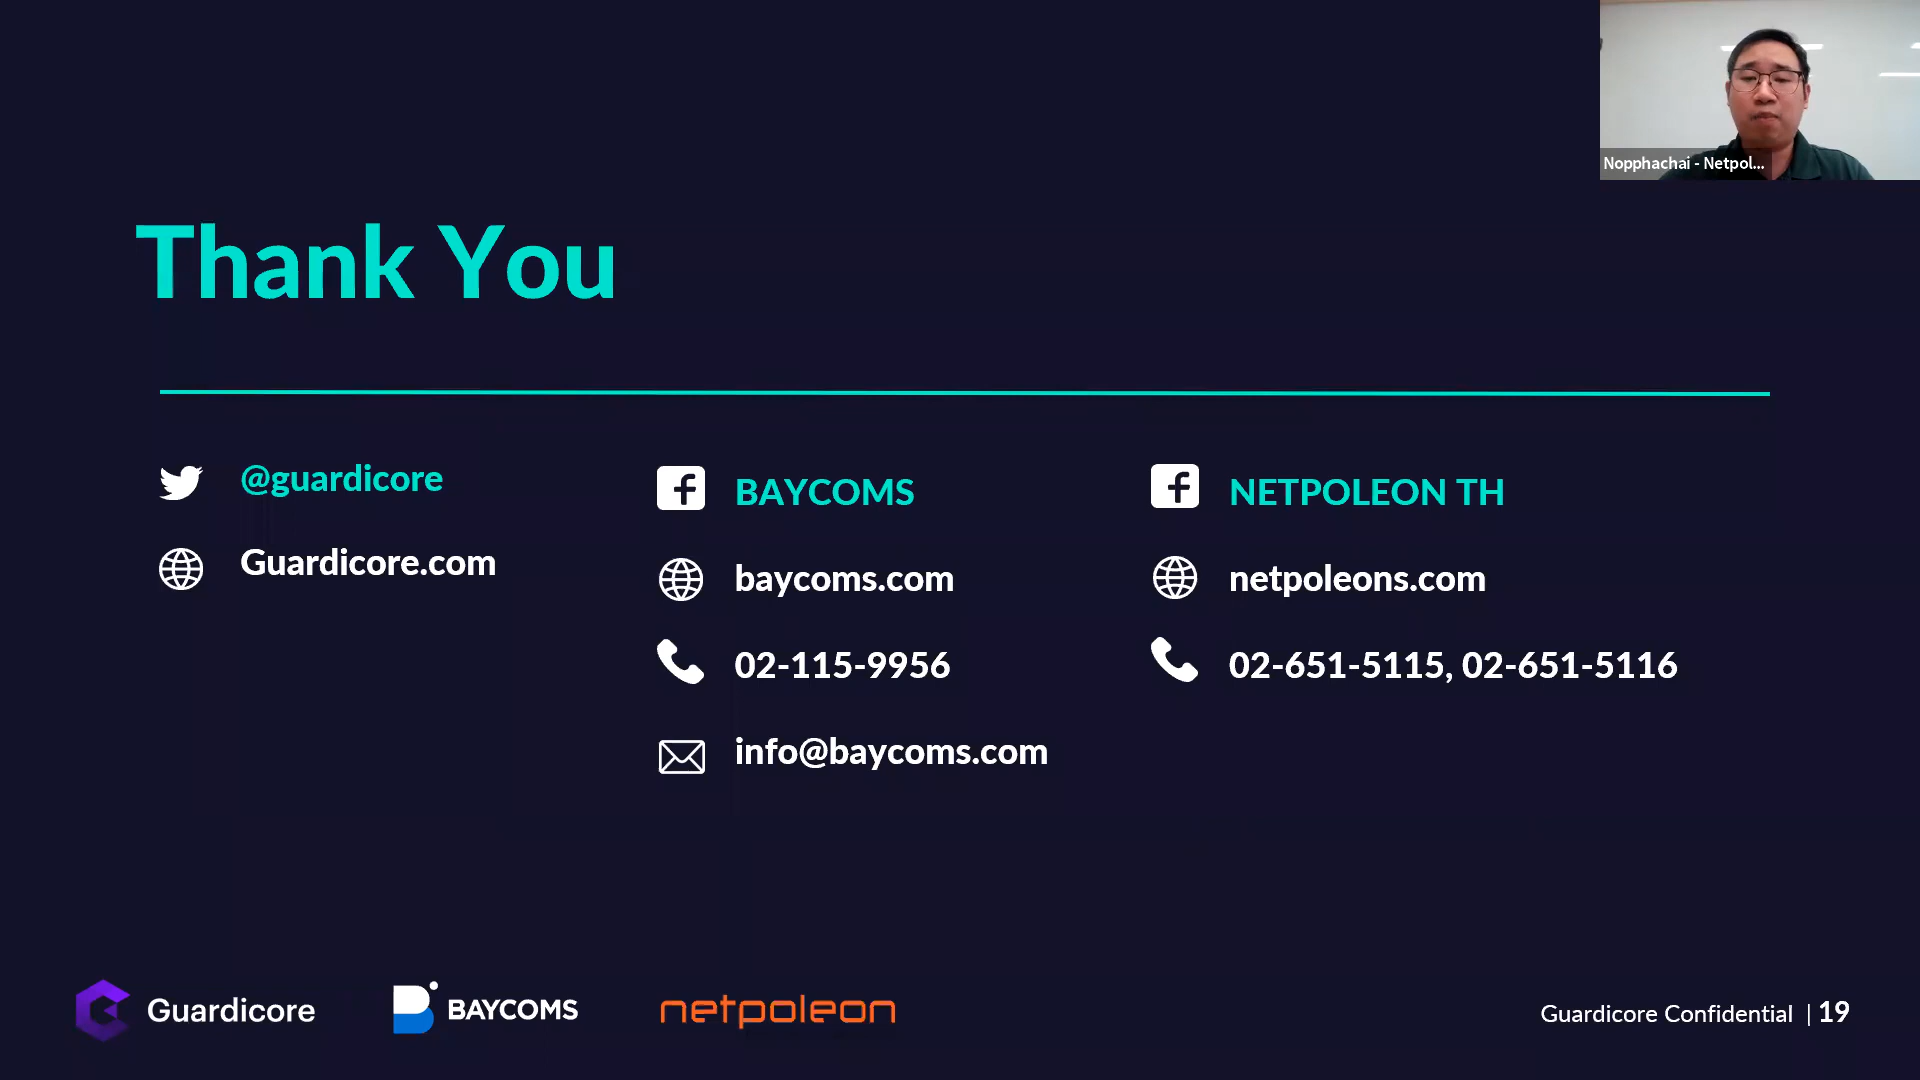 Nopphachai - Netpol...
Thank You
@guardicore
Guardicore.com
BAYCOMS
baycoms.com
02-115-9956
info@baycoms.com
NETPOLEON TH
netpoleons.com
02-651-5115, 02-651-5116
Guardicore
BAYCOMS
netpoleon
Guardicore Confidential | 19